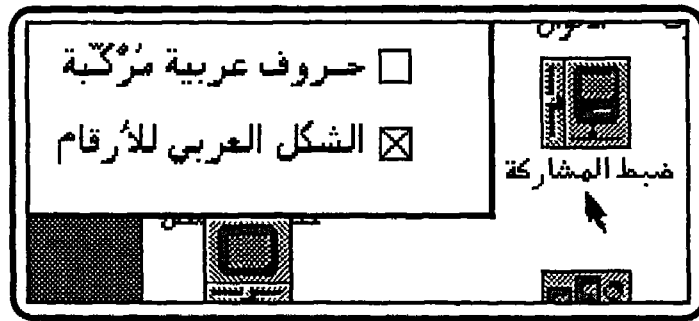 حروف عربية مُرْكَّبة
الشكل العربي للأرقام
ضبط المشاركة